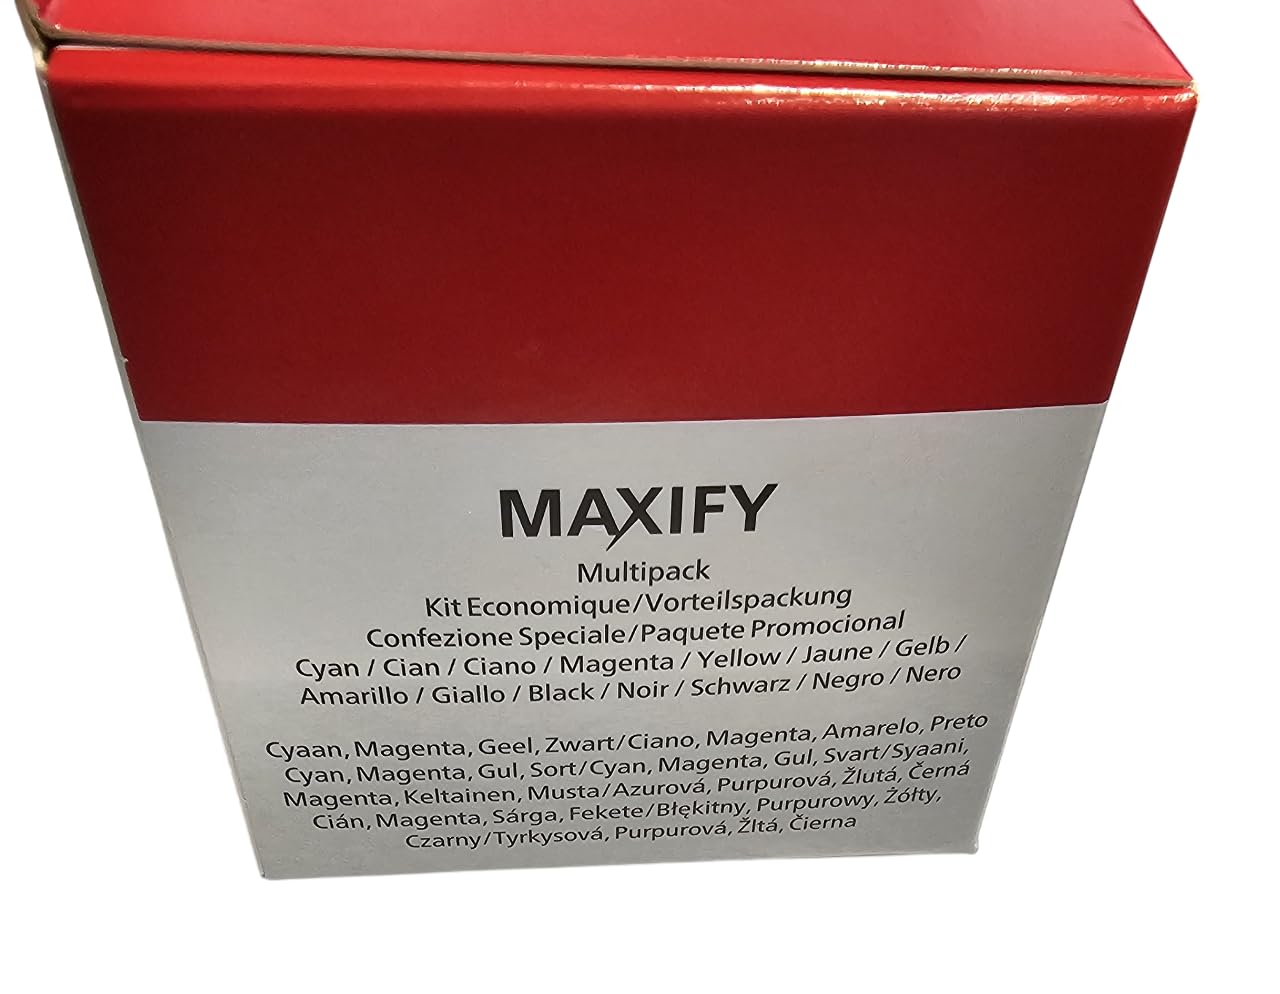 MAXIFY
Multipack
Kit Economique/Vorteilspackung
Confezione Speciale/Paquete Promocional
Cyan / Cian / Ciano / Magenta / Yellow / Jaune / Gelb /
Amarillo / Giallo / Black / Noir / Schwarz / Negro / Nero
Cyaan, Magenta, Geel, Zwart/Ciano, Magenta, Amarelo, Preto
Cyan, Magenta, Gul, Sort/Cyan, Magenta, Gul, Svart/Syaani,
Magenta, Keltainen, Musta/Azurová, Purpurová, Žlutá, Černá
Cián, Magenta, Sárga, Fekete/Błękitny, Purpurowy, Żółty,
Czarny/Tyrkysová, Purpurová, Žltá, Čierna